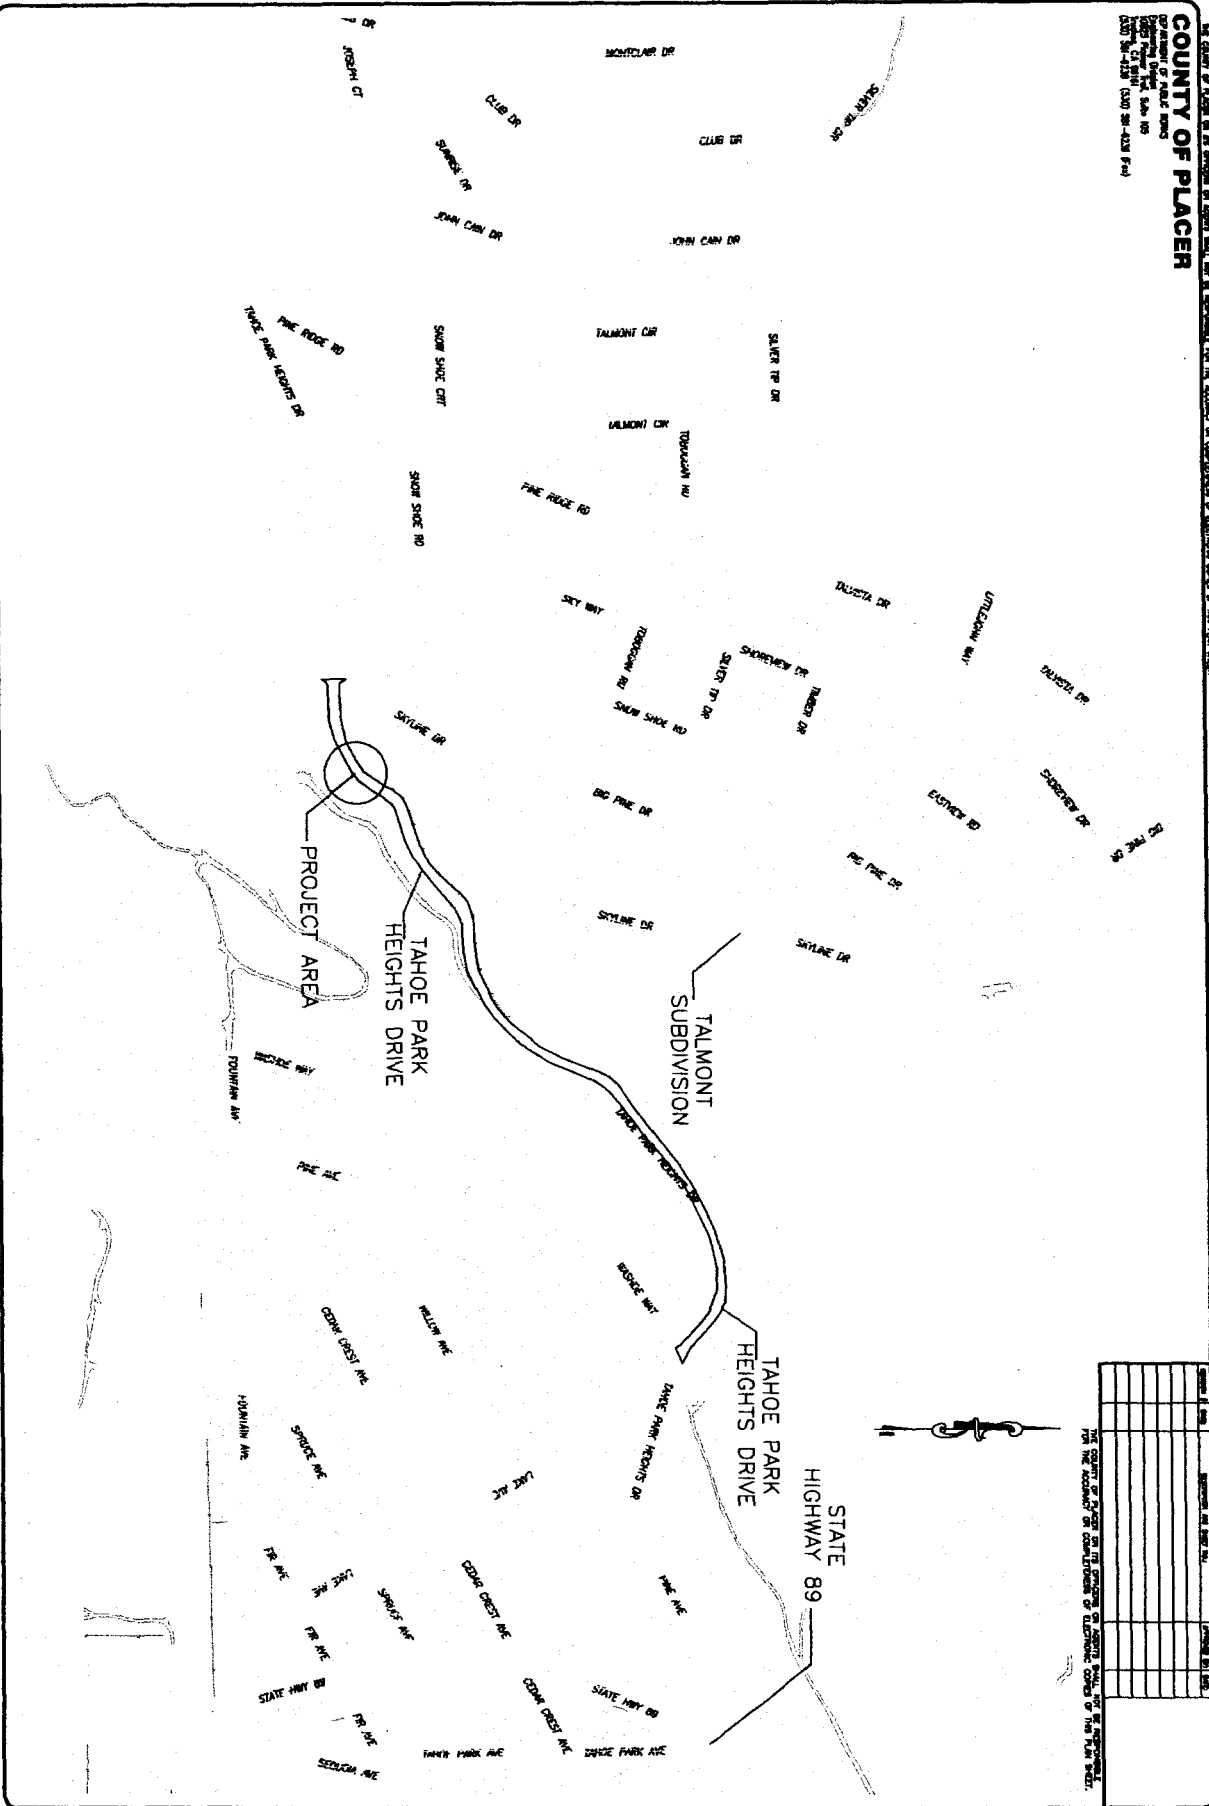 COUNTY OF PLACER
DEPARTMENT OF PUBLIC WORKS
THE COUNTY OF PLACER OR ITS OFFICERS OR AGENTS SHALL NOT BE RESPONSIBLE
FOR THE ACCURACY OR COMPLETENESS OF ELECTRONIC COPIES OF THIS PLAN SHEET.
STATE
HIGHWAY 89
TAHOE PARK
HEIGHTS DRIVE
TALMONT
SUBDIVISION
TAHOE PARK
HEIGHTS DRIVE
PROJECT AREA
DR
JOSEPH CT
MONTCLAIR DR
CLUB DR
SUNRISE DR
JOHN CAIN DR
CLUB DR
SILVER TIP DR
JOHN CAIN DR
PINE RIDGE RD
TAHOE PARK HEIGHTS DR
SNOW SHOE CRT
TALMONT CIR
SILVER TIP DR
TALMONT CIR
TOBOGGAN RD
SNOW SHOE RD
PINE RIDGE RD
SKY WAY
TOBOGGAN RD
SNOW SHOE RD
SILVER TIP DR
SHOREVIEW DR
TIMBER DR
TALVISTA DR
LITTLEJOHN WAY
TALVISTA DR
SHOREVIEW DR
BIG PINE DR
EASTVIEW RD
BIG PINE DR
SKYLINE DR
BIG PINE DR
SKYLINE DR
SKYLINE DR
WASHOE WAY
FOUNTAIN AVE
PINE AVE
TAHOE PARK HEIGHTS DR
WASHOE WAY
WILLOW AVE
CEDAR CREST AVE
TAHOE PARK HEIGHTS DR
FOUNTAIN AVE
SPRUCE AVE
LAKE AVE
FIR AVE
SPRUCE AVE
CEDAR CREST AVE
PINE AVE
FIR AVE
STATE HWY 89
FIR AVE
SEQUOIA AVE
TAHOE PARK AVE
CEDAR CREST AVE
STATE HWY 89
TAHOE PARK AVE